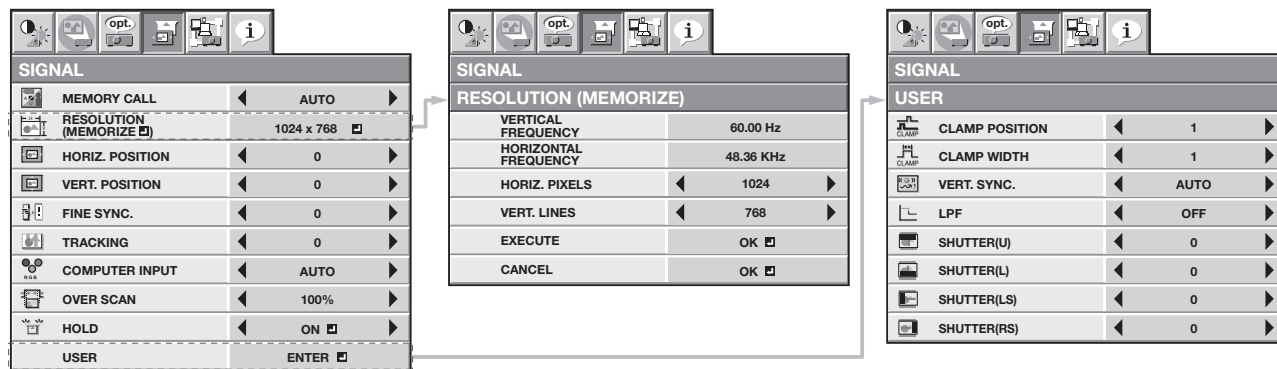 opt.
i
SIGNAL
MEMORY CALL AUTO
RESOLUTION
(MEMORIZE) 1024 x 768
HORIZ. POSITION 0
VERT. POSITION 0
FINE SYNC. 0
TRACKING 0
RGB
COMPUTER INPUT AUTO
OVER SCAN 100%
HOLD ON
USER ENTER
opt.
i
SIGNAL
RESOLUTION (MEMORIZE)
VERTICAL
FREQUENCY 60.00 Hz
HORIZONTAL
FREQUENCY 48.36 KHz
HORIZ. PIXELS 1024
VERT. LINES 768
EXECUTE OK
CANCEL OK
opt.
i
SIGNAL
USER
CLAMP
CLAMP POSITION 1
CLAMP
CLAMP WIDTH 1
VERT. SYNC. AUTO
LPF OFF
SHUTTER(U) 0
SHUTTER(L) 0
SHUTTER(LS) 0
SHUTTER(RS) 0